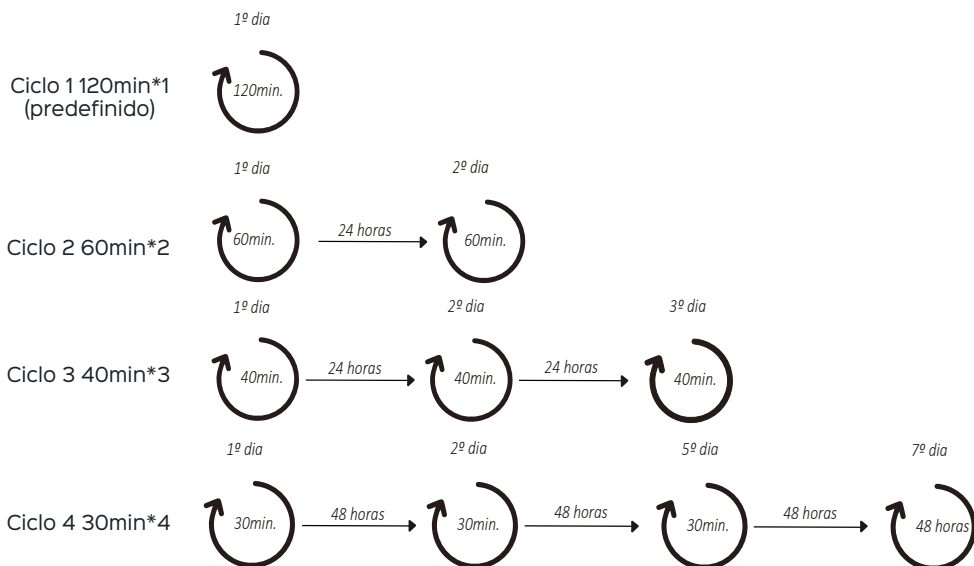 1º dia
Ciclo 1 120min*1
(predefinido)
120min.
1º dia
2º dia
Ciclo 2 60min*2
60min.
24 horas
60min.
1º dia
2º dia
3º dia
Ciclo 3 40min*3
40min.
24 horas
40min.
24 horas
40min.
1º dia
2º dia
5º dia
7º dia
Ciclo 4 30min*4
30min.
48 horas
30min.
48 horas
30min.
48 horas
48 horas